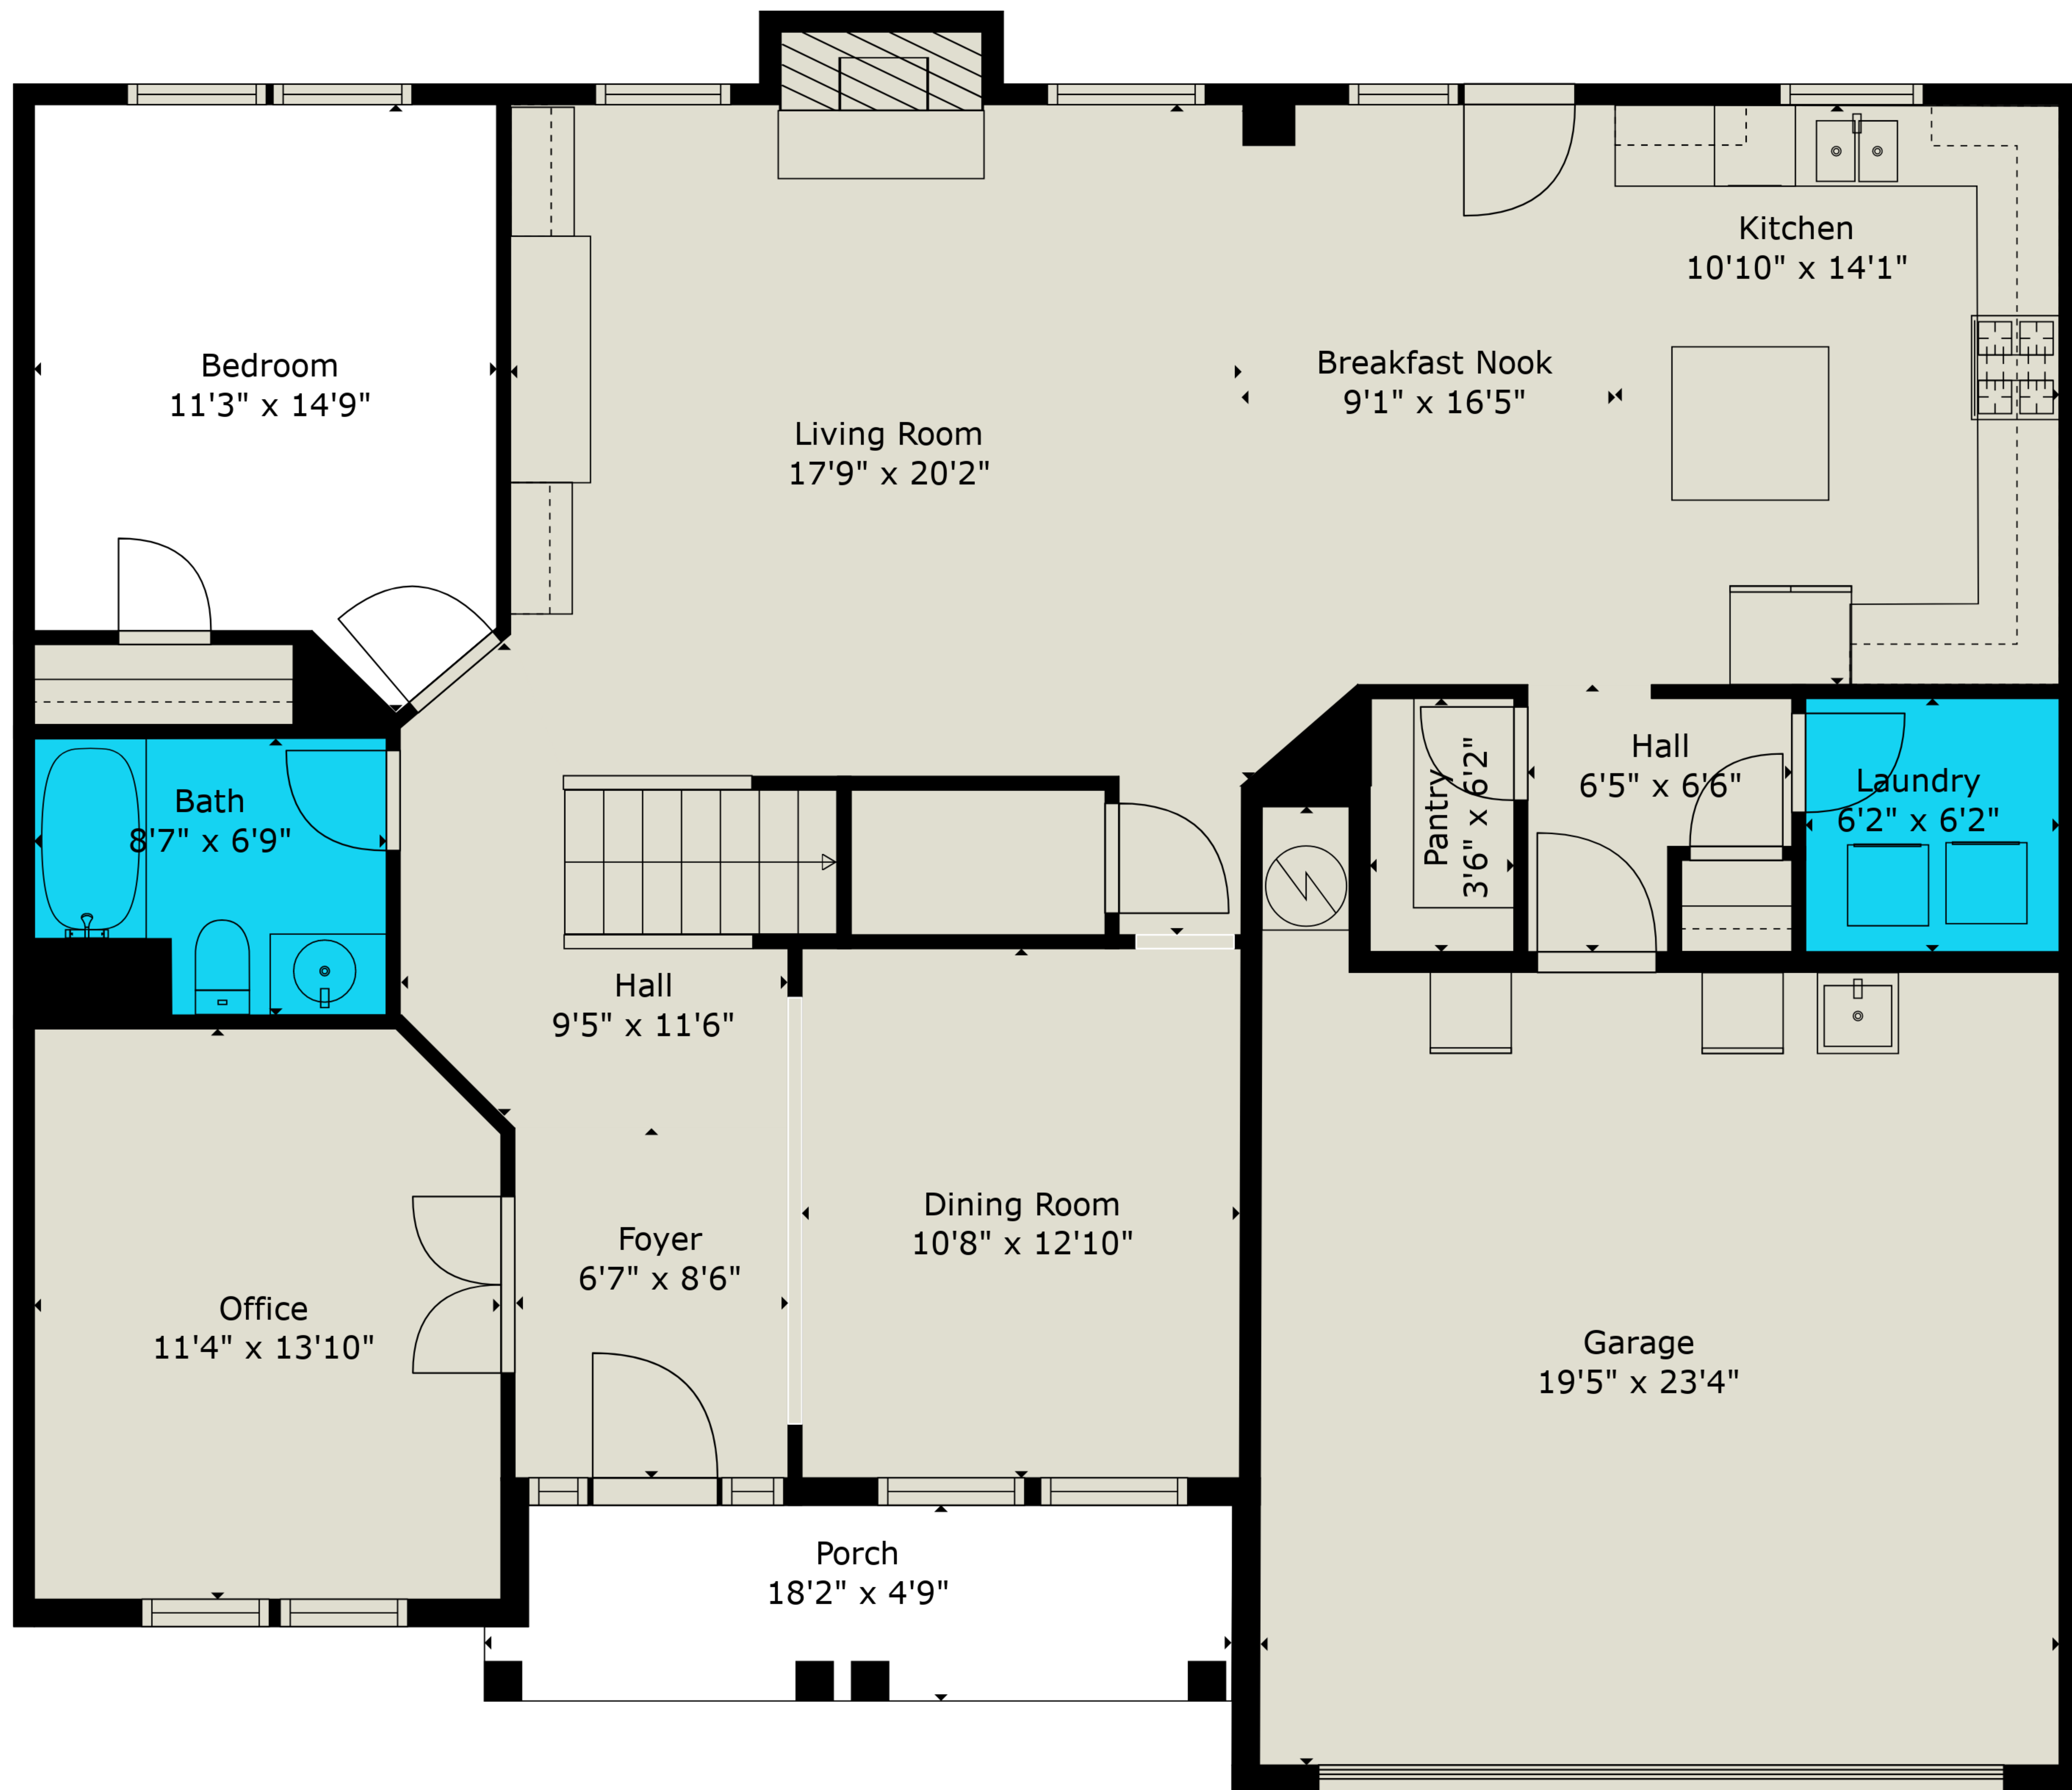 Kitchen
10'10" x 14'1"
Bedroom
11'3" x 14'9"
Breakfast Nook
9'1" x 16'5"
Living Room
17'9" x 20'2"
Hall
6'5" x 6'6"
Laundry
6'2" x 6'2"
Pantry
3'6" x 6'2"
Bath
8'7" x 6'9"
Hall
9'5" x 11'6"
Dining Room
10'8" x 12'10"
Foyer
6'7" x 8'6"
Office
11'4" x 13'10"
Garage
19'5" x 23'4"
Porch
18'2" x 4'9"